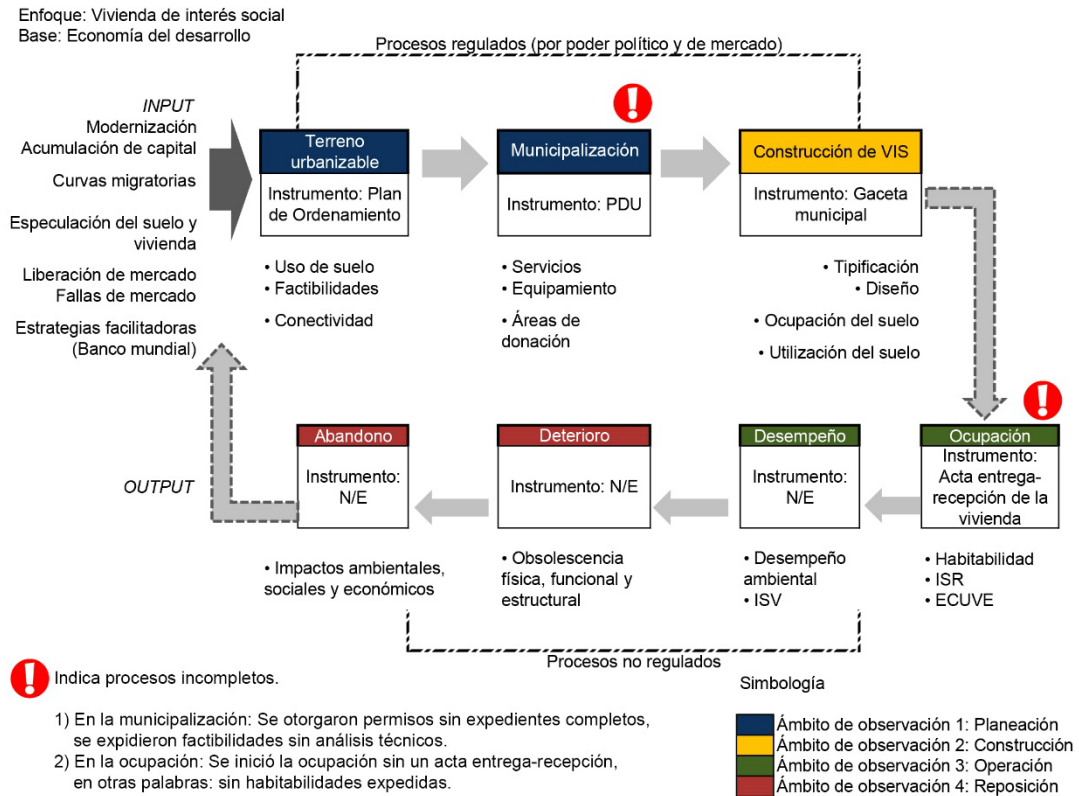 Enfoque: Vivienda de interés social
Base: Economía del desarrollo
Procesos regulados (por poder político y de mercado)
INPUT
Modernización
Acumulación de capital
Curvas migratorias
Especulación del suelo y
vivienda
Liberación de mercado
Fallas de mercado
Estrategias facilitadoras
(Banco mundial)
Terreno
urbanizable
Instrumento: Plan
de Ordenamiento
• Uso de suelo
• Factibilidades
• Conectividad
!
Municipalización
Instrumento: PDU
• Servicios
• Equipamiento
• Áreas de
donación
Construcción de VIS
Instrumento: Gaceta
municipal
• Tipificación
• Diseño
• Ocupación del suelo
• Utilización del suelo
!
Ocupación
Instrumento:
Acta entrega-
recepción de la
vivienda
• Habitabilidad
• ISR
• ECUVE
Desempeño
Instrumento:
N/E
• Desempeño
ambiental
• ISV
Deterioro
Instrumento: N/E
• Obsolescencia
física, funcional y
estructural
Abandono
Instrumento:
N/E
• Impactos ambientales,
sociales y económicos
OUTPUT
Procesos no regulados
! Indica procesos incompletos.
1) En la municipalización: Se otorgaron permisos sin expedientes completos,
se expidieron factibilidades sin análisis técnicos.
2) En la ocupación: Se inició la ocupación sin un acta entrega-recepción,
en otras palabras: sin habitabilidades expedidas.
Simbología
Ámbito de observación 1: Planeación
Ámbito de observación 2: Construcción
Ámbito de observación 3: Operación
Ámbito de observación 4: Reposición